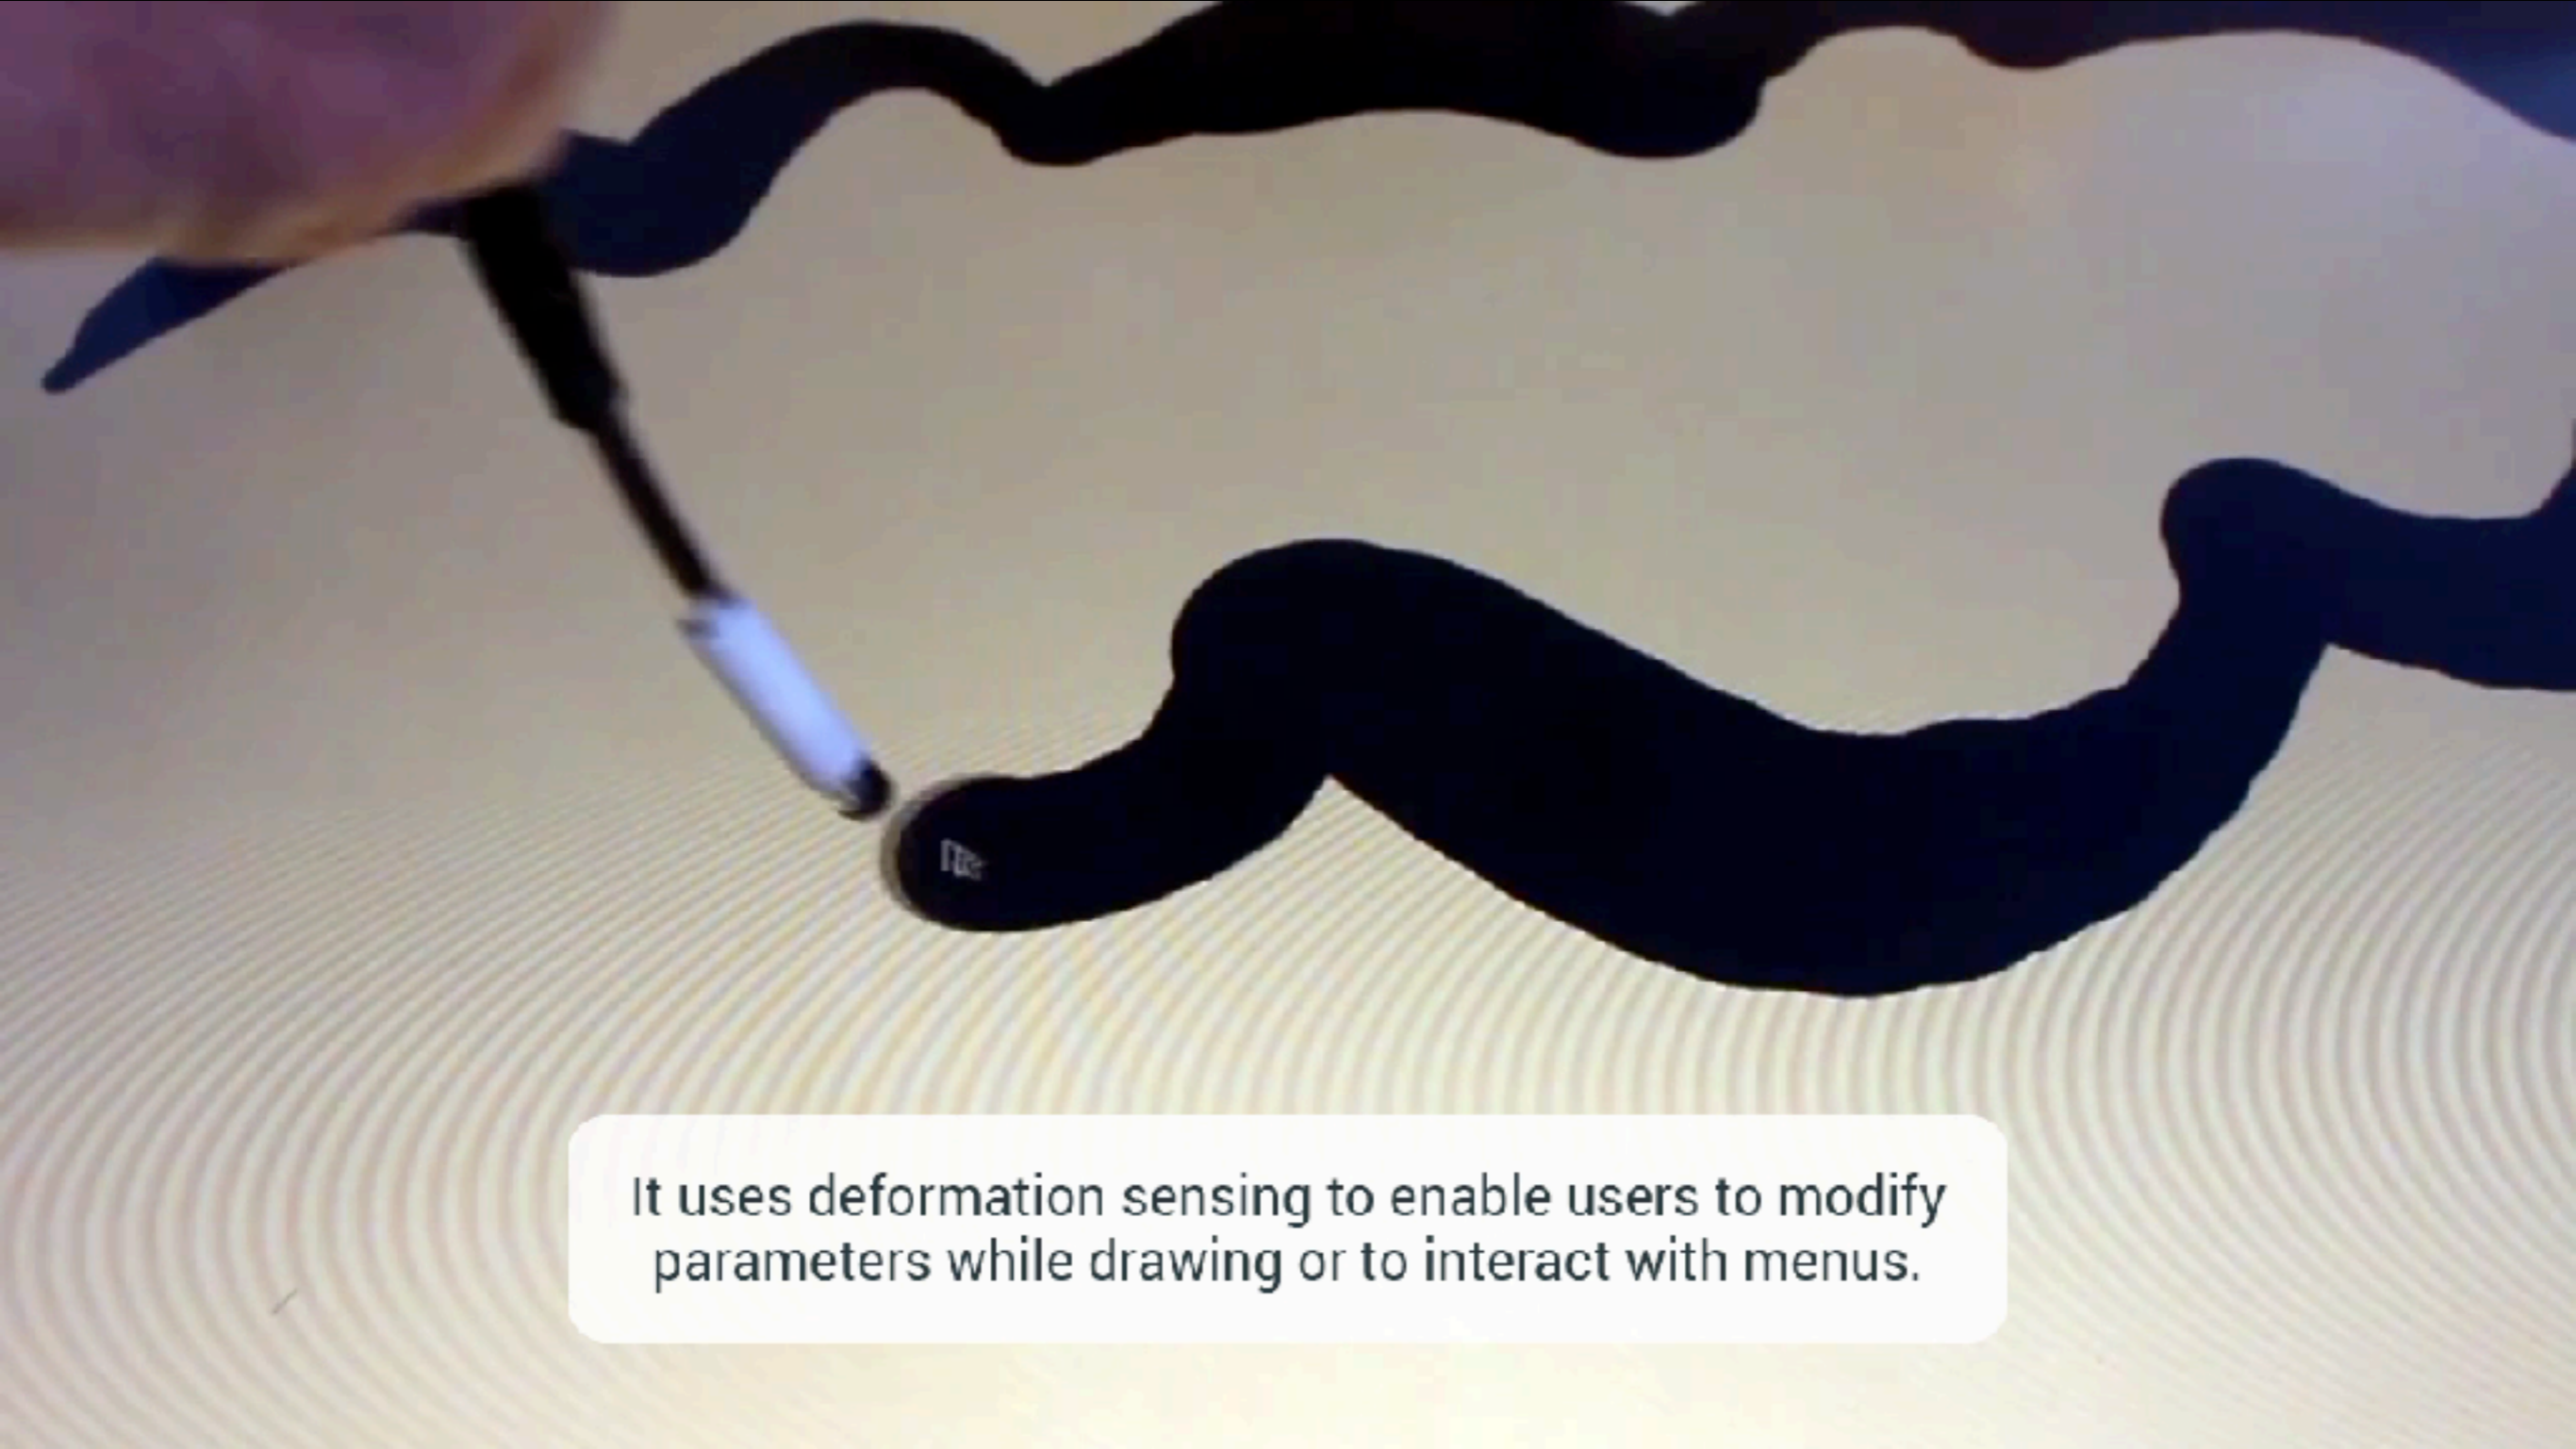 It uses deformation sensing to enable users to modify
parameters while drawing or to interact with menus.